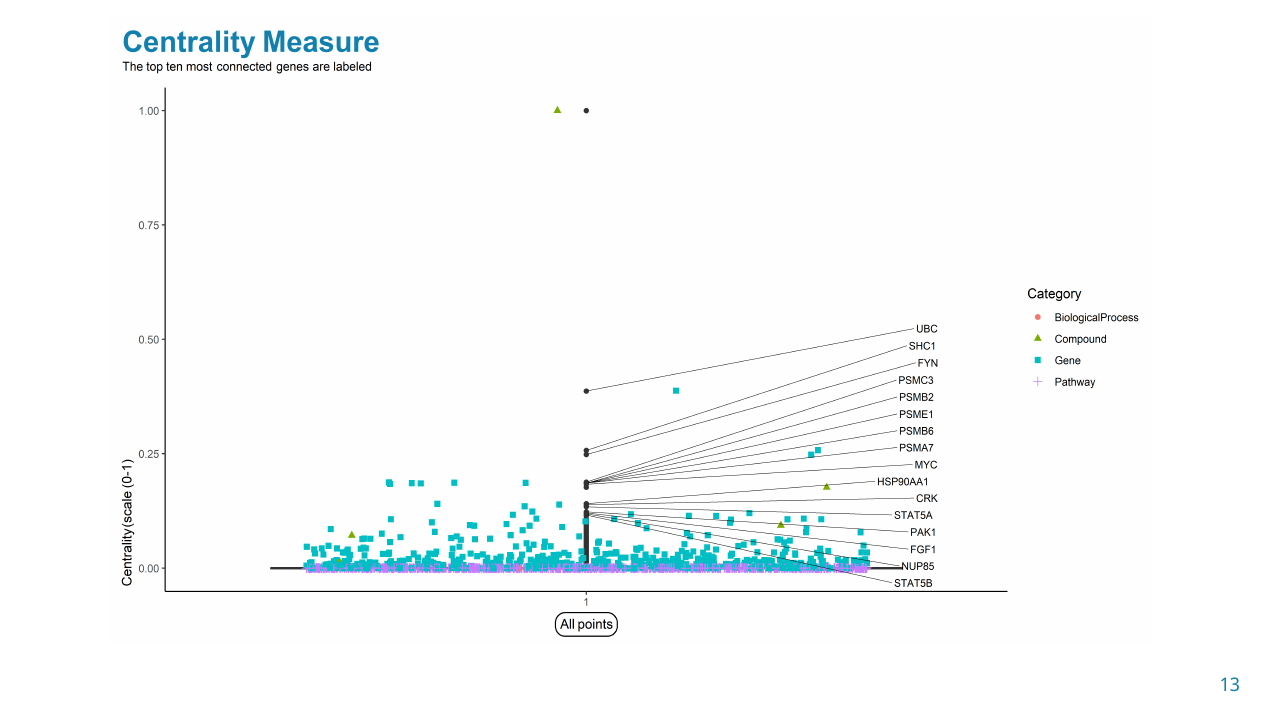 Centrality Measure
The top ten most connected genes are labeled
1.00
0.75
0.50
0.25
0.00
Centrality(scale (0-1)
UBC
SHC1
FYN
PSMC3
PSMB2
PSME1
PSMB6
PSMA7
MYC
HSP90AA1
CRK
STAT5A
PAK1
FGF1
NUP85
STAT5B
1
All points
Category
BiologicalProcess
Compound
Gene
Pathway
13